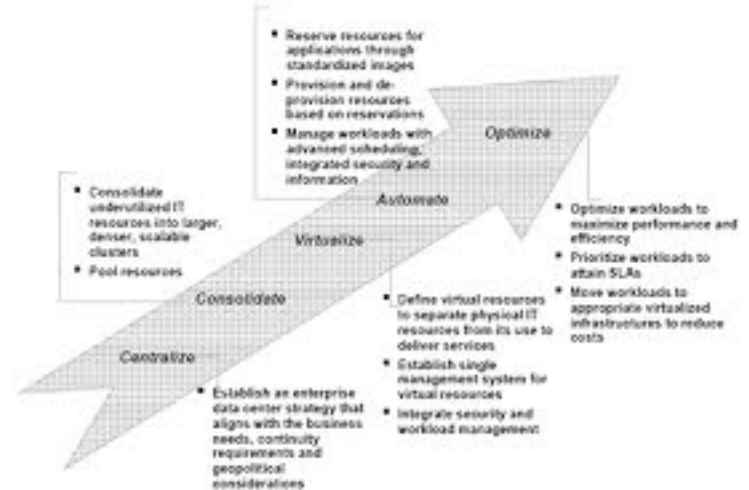 Reserve resources for
applications through
standardized images
Provision and de-
provision resources
based on reservations
Manage workloads with
advanced scheduling,
integrated security and
information
Optimize
Automate
Virtualize
Consolidate
Centralize
Consolidate
underutilized IT
resources into larger,
denser, scalable
clusters
Pool resources
Optimize workloads to
maximize performance and
efficiency
Prioritize workloads to
attain SLAs
Move workloads to
appropriate virtualized
infrastructures to reduce
costs
Define virtual resources
to separate physical IT
resources from its use to
deliver services
Establish single
management system for
virtual resources
Integrate security and
workload management
Establish an enterprise
data center strategy that
aligns with the business
needs, continuity
requirements and
geopolitical
considerations